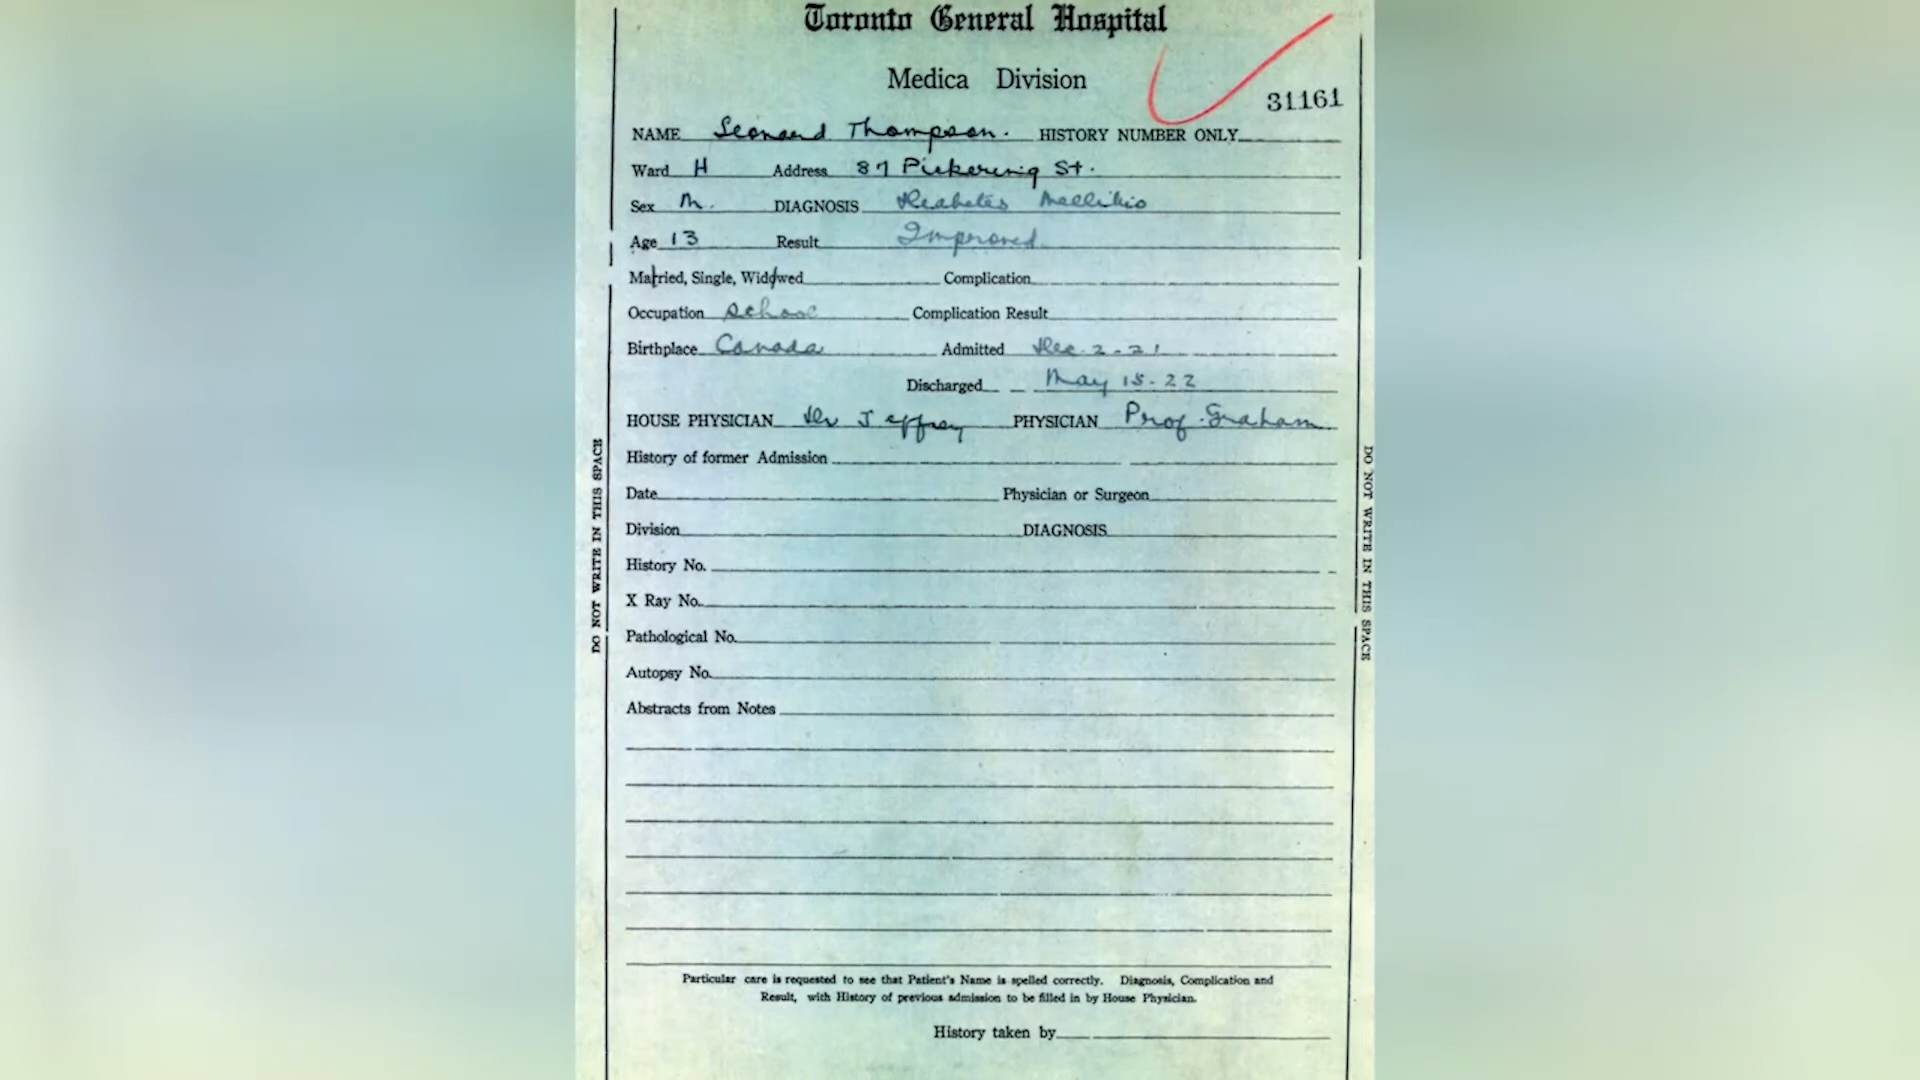 Toronto General Hospital
Medica Division
31161
NAME Leonard Thompson. HISTORY NUMBER ONLY
Ward H Address 87 Pickering St.
Sex M. DIAGNOSIS Diabetes Mellitus
Age 13 Result Improved
Married, Single, Widowed Complication
Occupation School Complication Result
Birthplace Canada Admitted Dec. 2-21
Discharged May 15-22
HOUSE PHYSICIAN Dr Jeffrey PHYSICIAN Prof. Graham
History of former Admission
Date Physician or Surgeon
Division DIAGNOSIS
History No.
X Ray No.
Pathological No.
Autopsy No.
Abstracts from Notes
DO NOT WRITE IN THIS SPACE
DO NOT WRITE IN THIS SPACE
Particular care is requested to see that Patient's Name is spelled correctly. Diagnosis, Complication and
Result, with History of previous admission to be filled in by House Physician.
History taken by